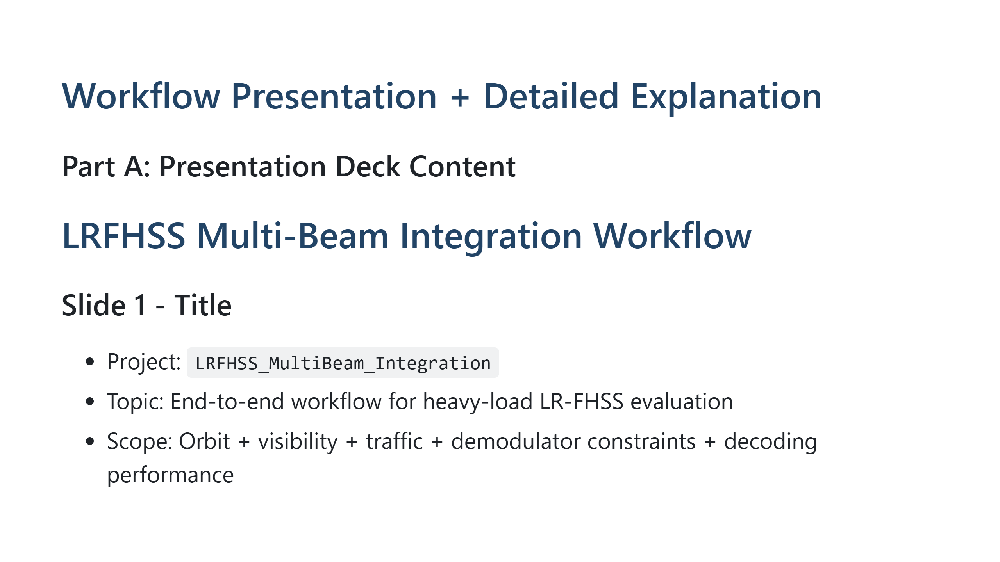 Workflow Presentation + Detailed Explanation
Part A: Presentation Deck Content
LRFHSS Multi-Beam Integration Workflow
Slide 1 - Title
• Project: LRFHSS_MultiBeam_Integration
• Topic: End-to-end workflow for heavy-load LR-FHSS evaluation
• Scope: Orbit + visibility + traffic + demodulator constraints + decoding
performance